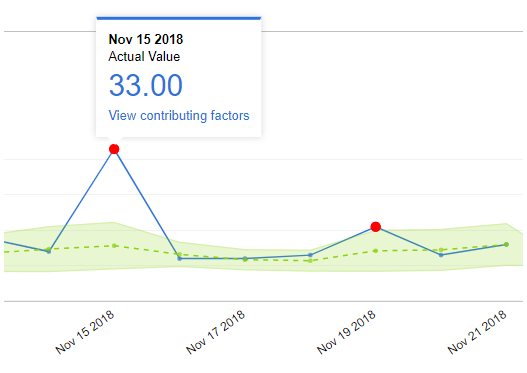 Nov 15 2018
Actual Value
33.00
View contributing factors
Nov 15 2018
Nov 17 2018
Nov 19 2018
Nov 21 2018